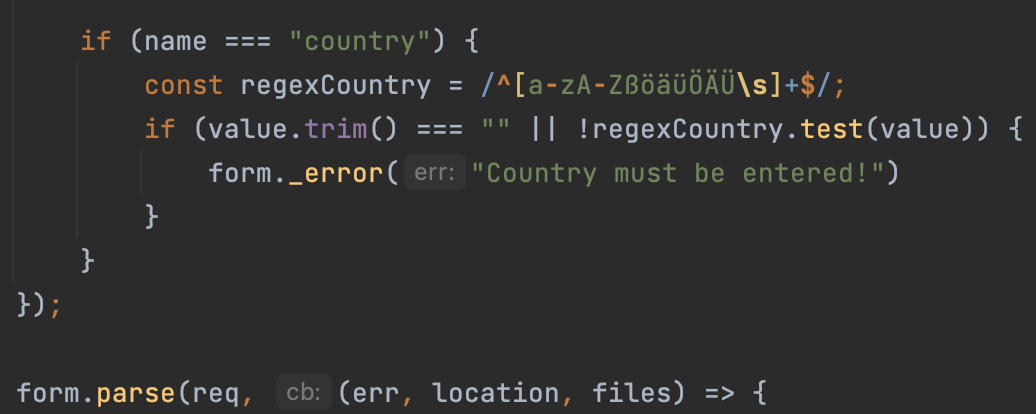 if (name === "country") {
const regexCountry = /^[a-zA-ZßöäüÖÄÜ\s]+$/;
if (value.trim() === "" || !regexCountry.test(value)) {
form._error( err: "Country must be entered!")
}
}
});
form.parse(req, cb: (err, location, files) => {